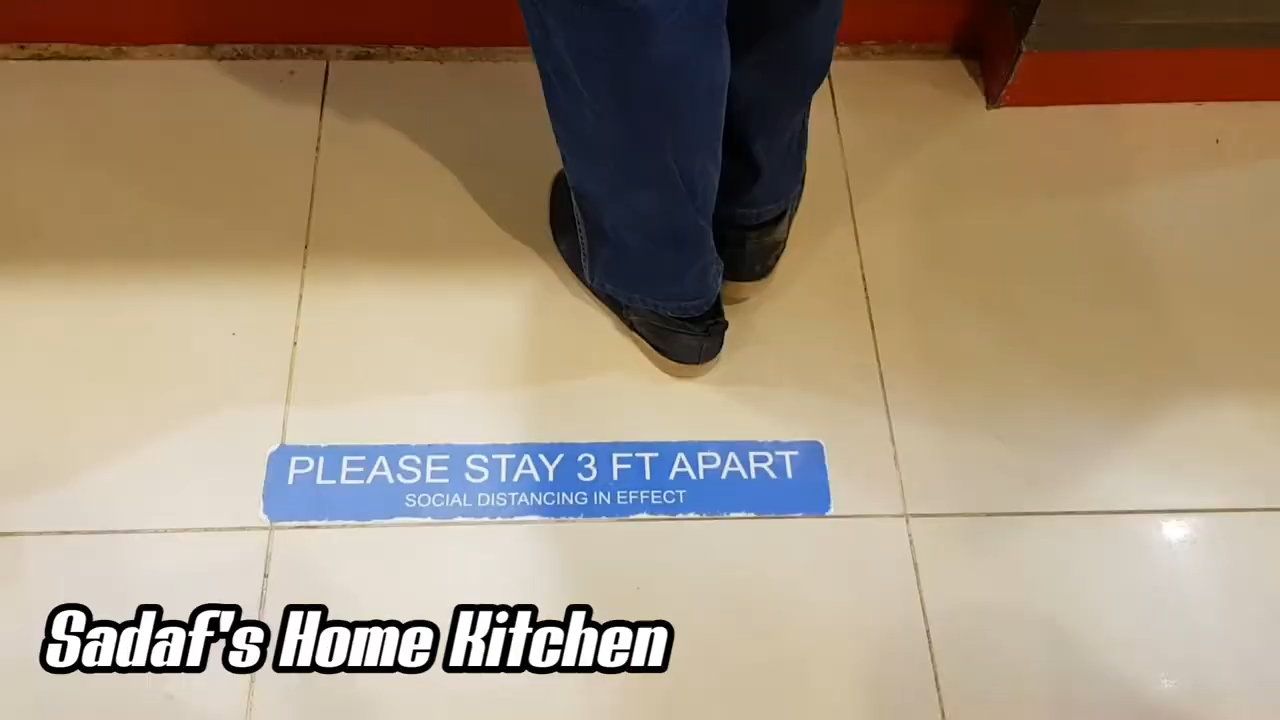 PLEASE STAY 3 FT APART
SOCIAL DISTANCING IN EFFECT
Sadaf's Home Kitchen